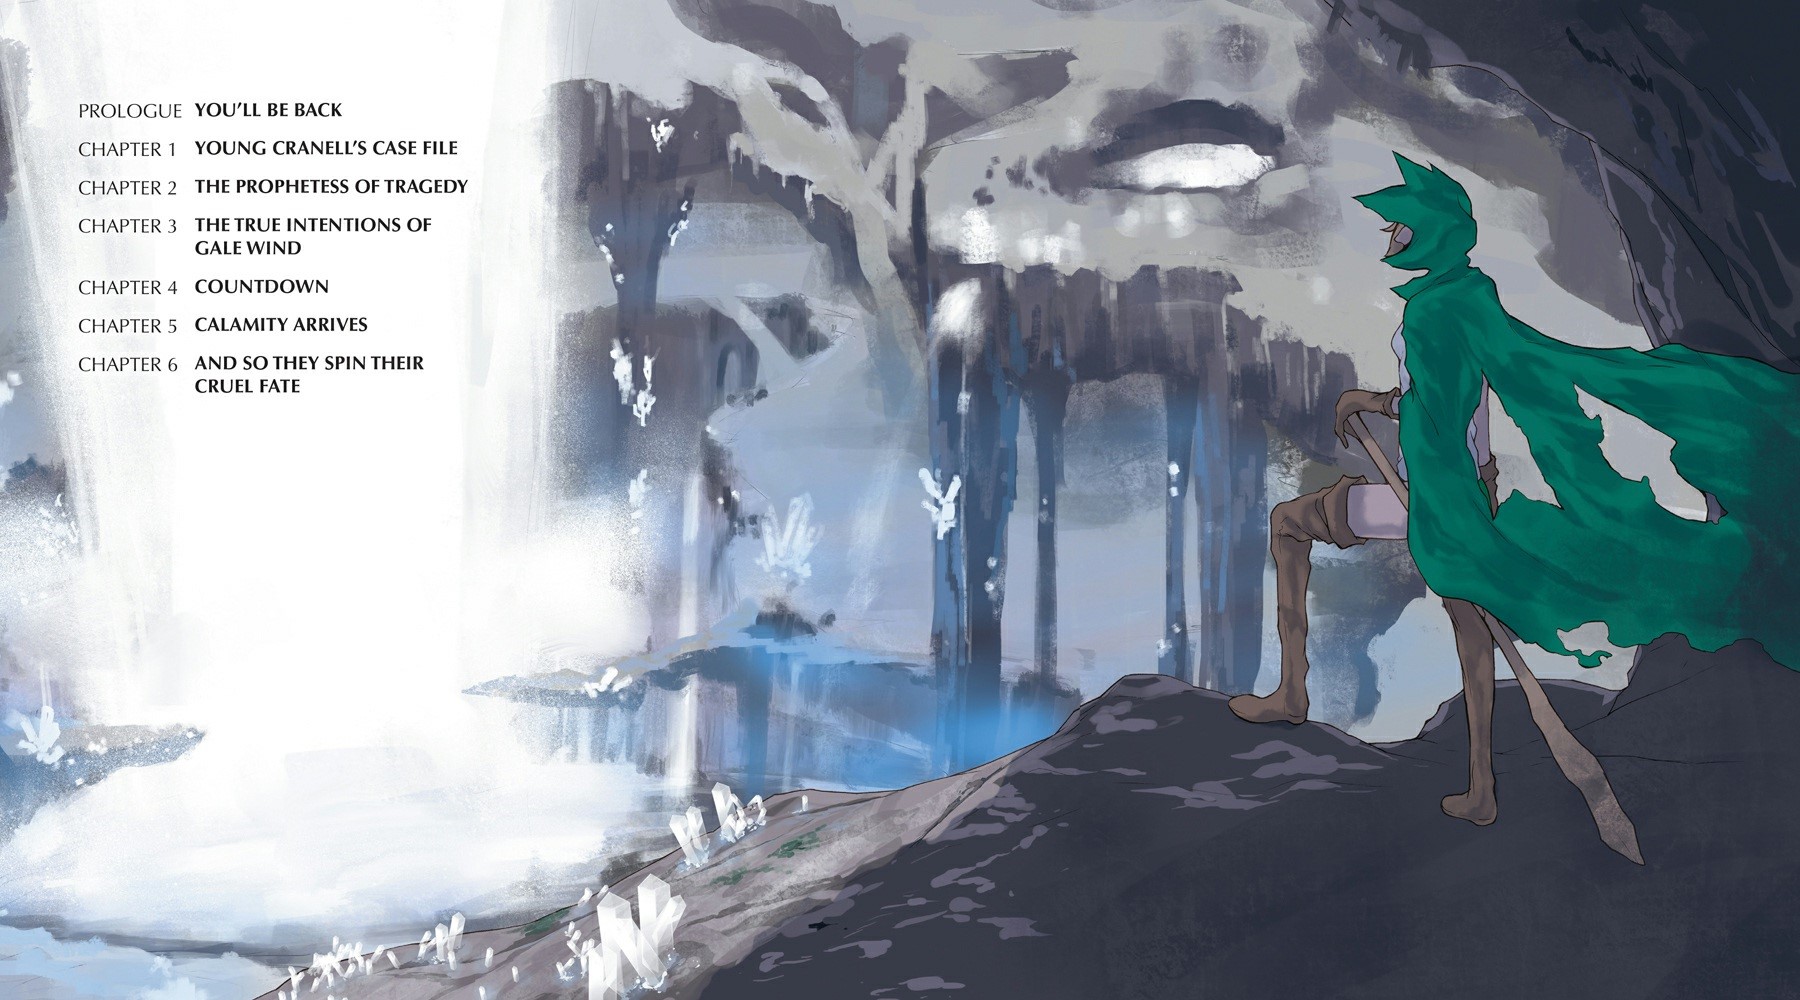 PROLOGUE YOU'LL BE BACK
CHAPTER 1 YOUNG CRANELL'S CASE FILE
CHAPTER 2 THE PROPHETESS OF TRAGEDY
CHAPTER 3 THE TRUE INTENTIONS OF
GALE WIND
CHAPTER 4 COUNTDOWN
CHAPTER 5 CALAMITY ARRIVES
CHAPTER 6 AND SO THEY SPIN THEIR
CRUEL FATE